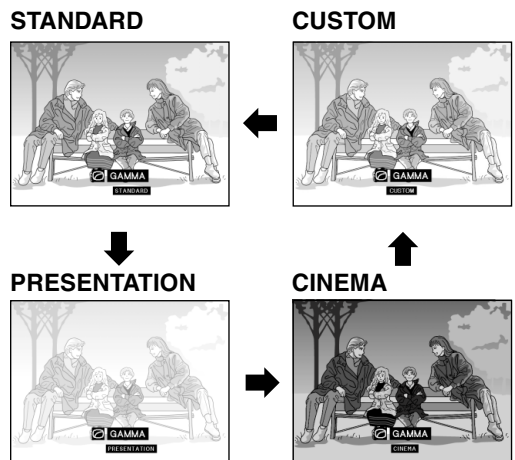 STANDARD
CUSTOM
GAMMA
STANDARD
GAMMA
CUSTOM
PRESENTATION
CINEMA
GAMMA
PRESENTATION
GAMMA
CINEMA